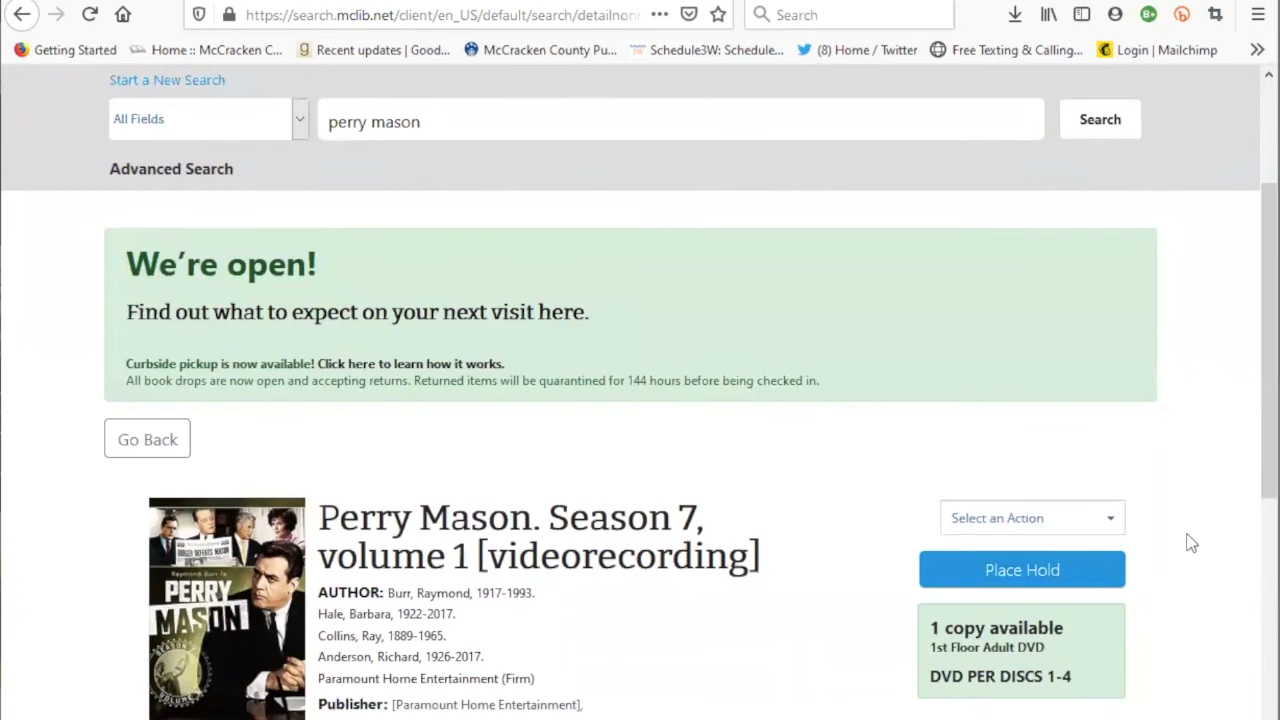 https://search.mclib.net/client/en_US/default/search/detailnon
Search
Getting Started
Home :: McCracken C...
Recent updates | Good...
McCracken County Pu...
Schedule3W: Schedule...
(8) Home / Twitter
Free Texting & Calling...
Login | Mailchimp
Start a New Search
All Fields
perry mason
Search
Advanced Search
We're open!
Find out what to expect on your next visit here.
Curbside pickup is now available! Click here to learn how it works.
All book drops are now open and accepting returns. Returned items will be quarantined for 144 hours before being checked in.
Go Back
Raymond Burr is
PERRY
MASON
Perry Mason. Season 7,
volume 1 [videorecording]
AUTHOR: Burr, Raymond, 1917-1993.
Hale, Barbara, 1922-2017.
Collins, Ray, 1889-1965.
Anderson, Richard, 1926-2017.
Paramount Home Entertainment (Firm)
Publisher: [Paramount Home Entertainment],
Select an Action
Place Hold
1 copy available
1st Floor Adult DVD
DVD PER DISCS 1-4